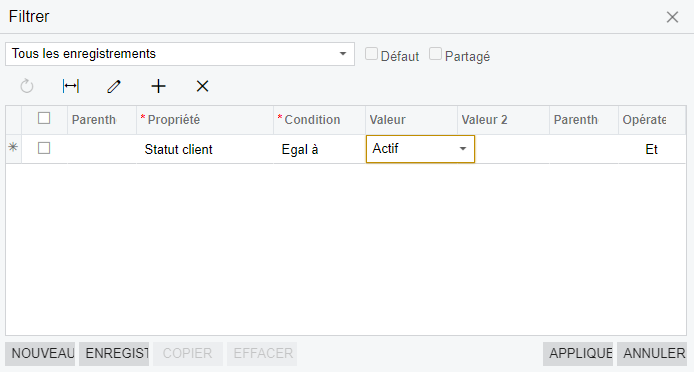 Filtrer
Tous les enregistrements
Défaut
Partagé
Parenth * Propriété * Condition Valeur Valeur 2 Parenth Opérate
Statut client Egal à Actif Et
NOUVEAU ENREGIST COPIER EFFACER APPLIQUE ANNULER